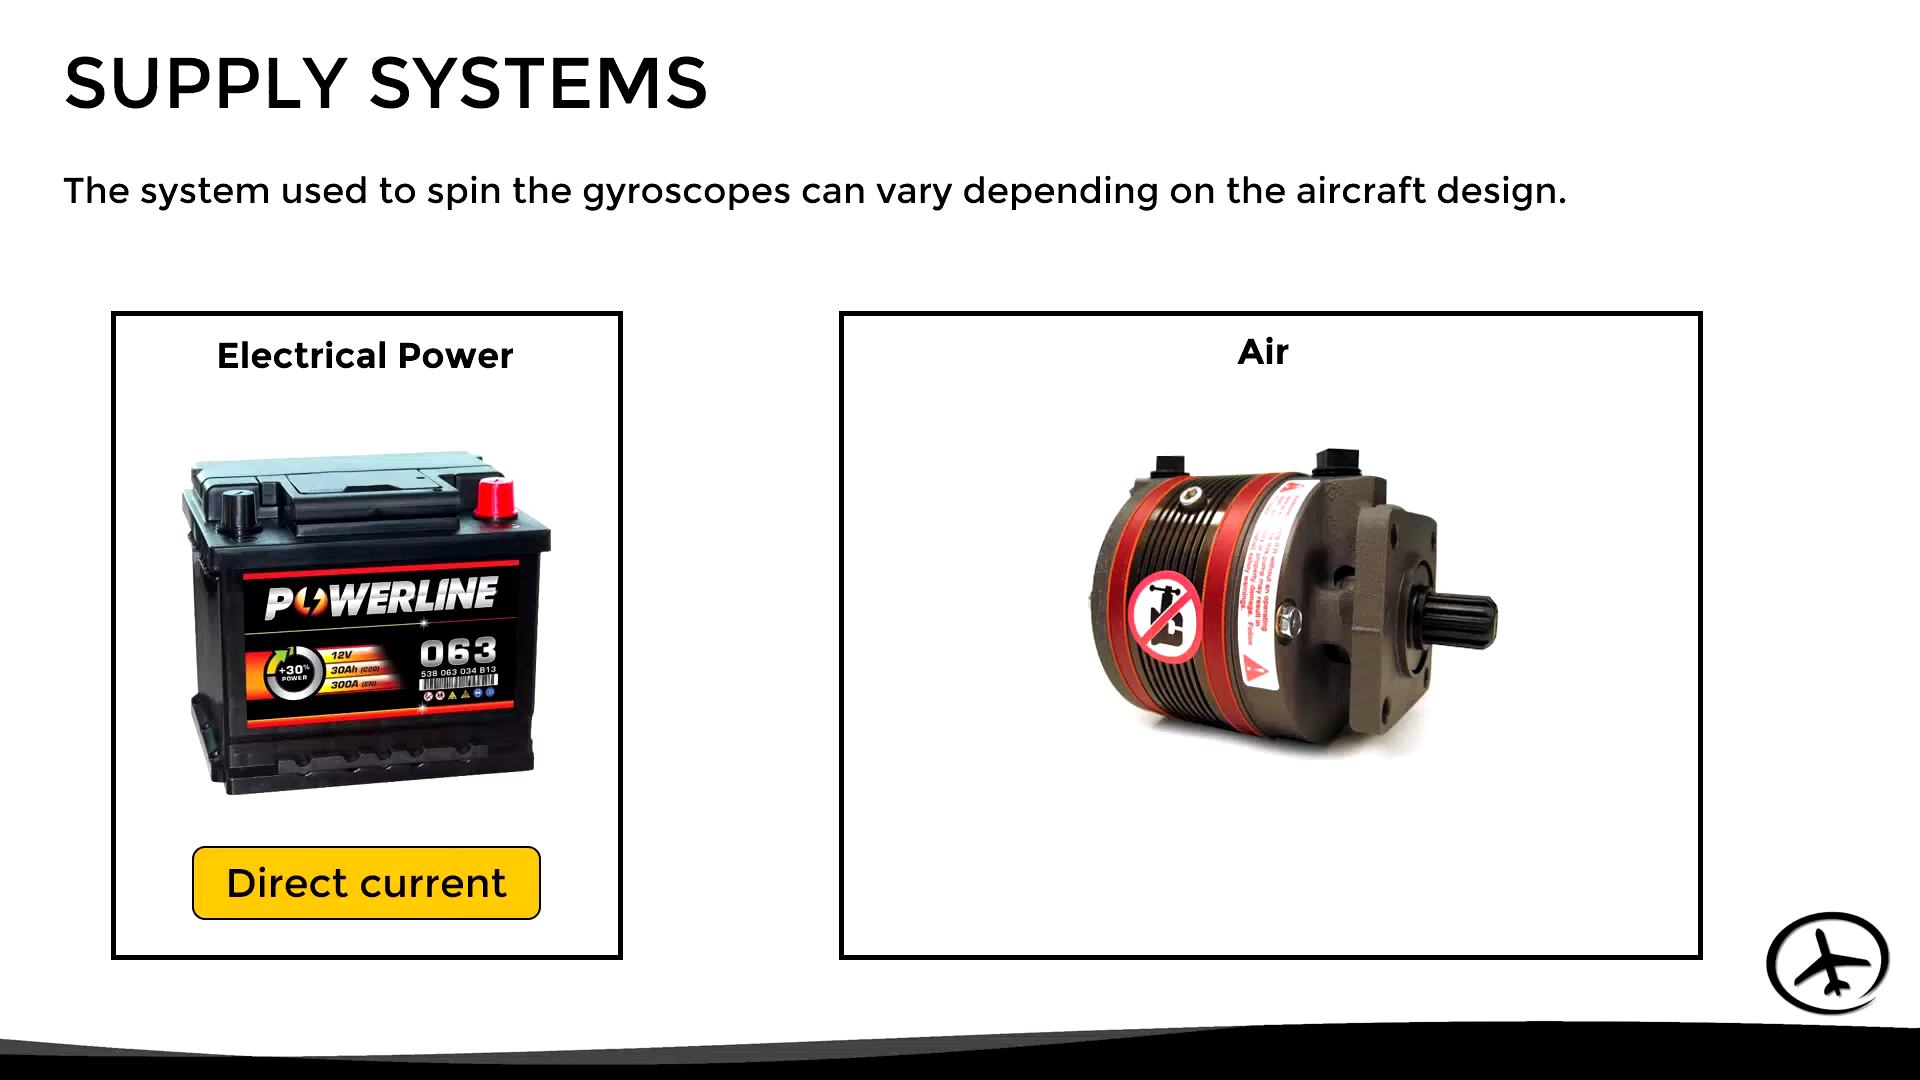 SUPPLY SYSTEMS
The system used to spin the gyroscopes can vary depending on the aircraft design.
Electrical Power
Air
POWERLINE
063
538 063 034 B13
+30%
POWER
12V
30Ah (C20)
300A (EN)
Direct current